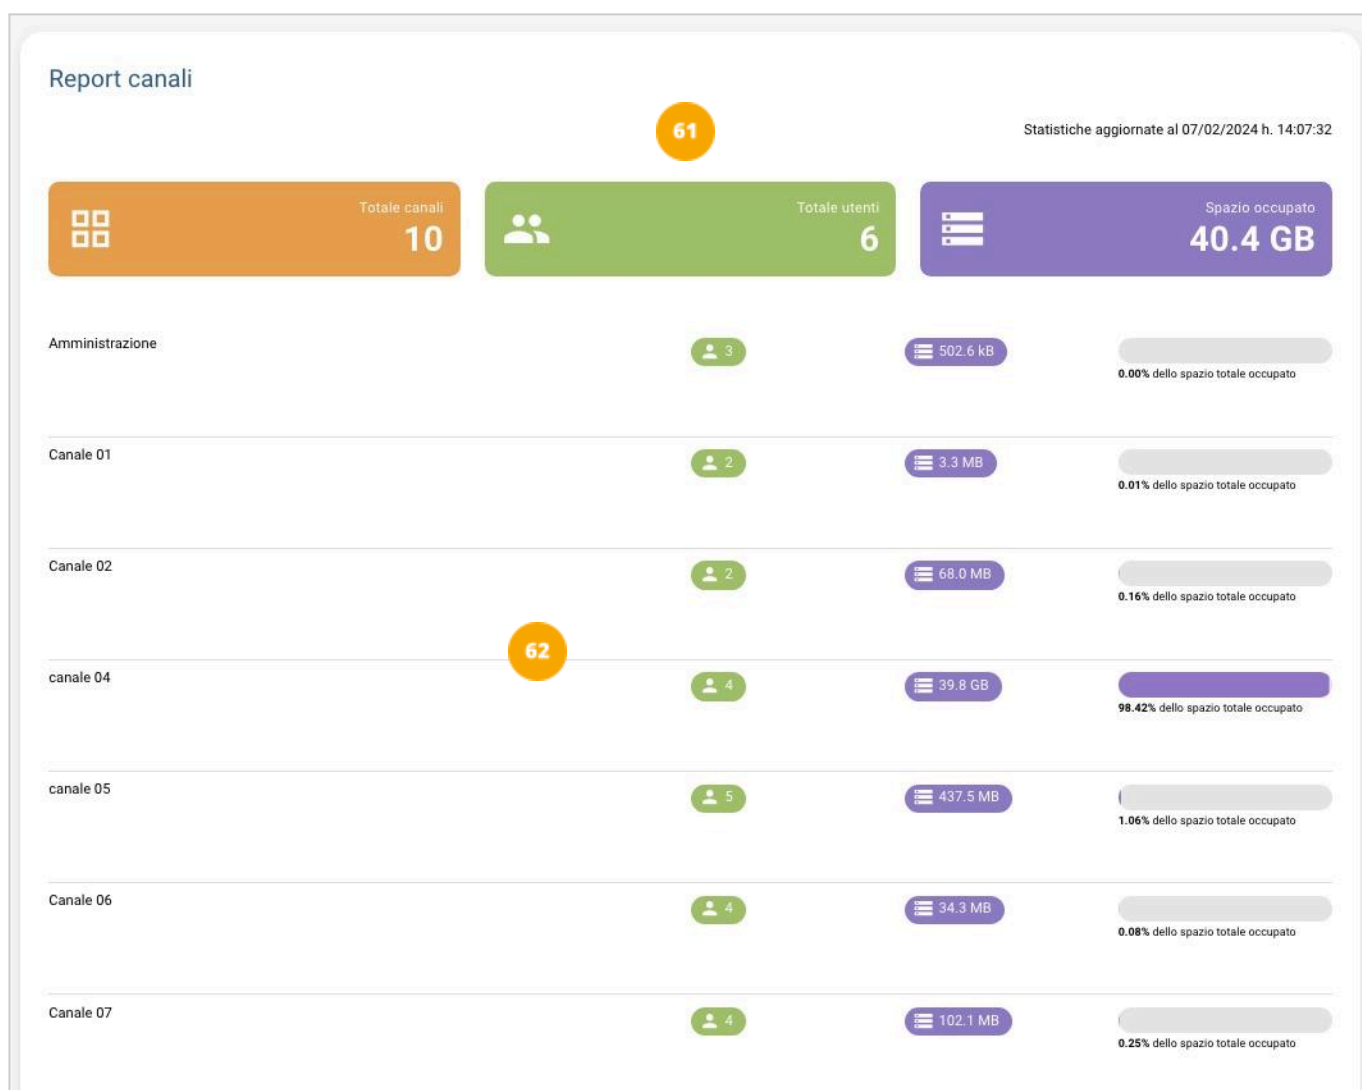 Report canali
61
Statistiche aggiornate al 07/02/2024 h. 14:07:32
Totale canali
10
Totale utenti
6
Spazio occupato
40.4 GB
Amministrazione
3
502.6 kB
0.00% dello spazio totale occupato
Canale 01
2
3.3 MB
0.01% dello spazio totale occupato
Canale 02
2
68.0 MB
0.16% dello spazio totale occupato
62
canale 04
4
39.8 GB
98.42% dello spazio totale occupato
canale 05
5
437.5 MB
1.06% dello spazio totale occupato
Canale 06
4
34.3 MB
0.08% dello spazio totale occupato
Canale 07
4
102.1 MB
0.25% dello spazio totale occupato